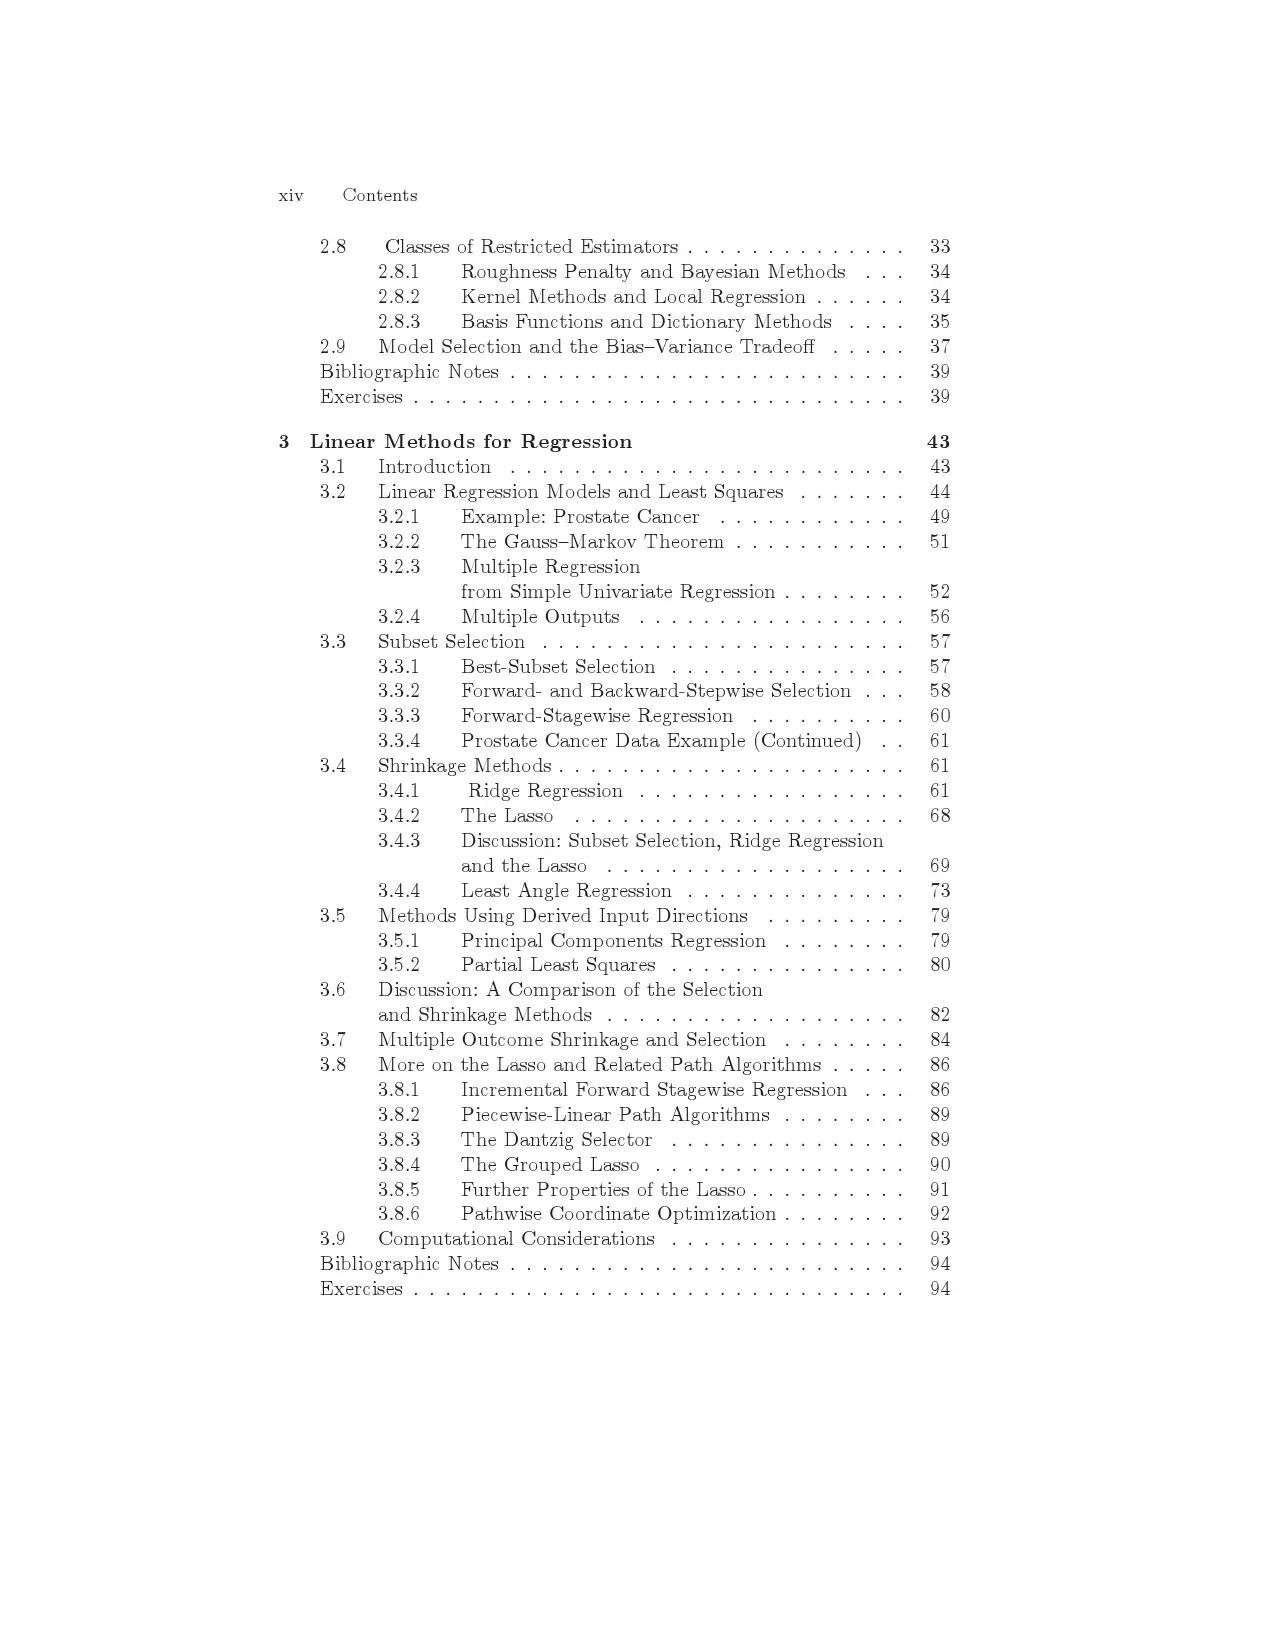 xiv Contents
2.8 Classes of Restricted Estimators . . . . . . . . . . . . . . 33
2.8.1 Roughness Penalty and Bayesian Methods . . . 34
2.8.2 Kernel Methods and Local Regression . . . . . . 34
2.8.3 Basis Functions and Dictionary Methods . . . . 35
2.9 Model Selection and the Bias–Variance Tradeoff . . . . . 37
Bibliographic Notes . . . . . . . . . . . . . . . . . . . . . . . . . 39
Exercises . . . . . . . . . . . . . . . . . . . . . . . . . . . . . . . 39
3 Linear Methods for Regression 43
3.1 Introduction . . . . . . . . . . . . . . . . . . . . . . . . . 43
3.2 Linear Regression Models and Least Squares . . . . . . . 44
3.2.1 Example: Prostate Cancer . . . . . . . . . . . . 49
3.2.2 The Gauss–Markov Theorem . . . . . . . . . . . 51
3.2.3 Multiple Regression
from Simple Univariate Regression . . . . . . . . 52
3.2.4 Multiple Outputs . . . . . . . . . . . . . . . . . 56
3.3 Subset Selection . . . . . . . . . . . . . . . . . . . . . . . 57
3.3.1 Best-Subset Selection . . . . . . . . . . . . . . . 57
3.3.2 Forward- and Backward-Stepwise Selection . . . 58
3.3.3 Forward-Stagewise Regression . . . . . . . . . . 60
3.3.4 Prostate Cancer Data Example (Continued) . . 61
3.4 Shrinkage Methods . . . . . . . . . . . . . . . . . . . . . . 61
3.4.1 Ridge Regression . . . . . . . . . . . . . . . . . 61
3.4.2 The Lasso . . . . . . . . . . . . . . . . . . . . . 68
3.4.3 Discussion: Subset Selection, Ridge Regression
and the Lasso . . . . . . . . . . . . . . . . . . . 69
3.4.4 Least Angle Regression . . . . . . . . . . . . . . 73
3.5 Methods Using Derived Input Directions . . . . . . . . . 79
3.5.1 Principal Components Regression . . . . . . . . 79
3.5.2 Partial Least Squares . . . . . . . . . . . . . . . 80
3.6 Discussion: A Comparison of the Selection
and Shrinkage Methods . . . . . . . . . . . . . . . . . . . 82
3.7 Multiple Outcome Shrinkage and Selection . . . . . . . . 84
3.8 More on the Lasso and Related Path Algorithms . . . . . 86
3.8.1 Incremental Forward Stagewise Regression . . . 86
3.8.2 Piecewise-Linear Path Algorithms . . . . . . . . 89
3.8.3 The Dantzig Selector . . . . . . . . . . . . . . . 89
3.8.4 The Grouped Lasso . . . . . . . . . . . . . . . . 90
3.8.5 Further Properties of the Lasso . . . . . . . . . . 91
3.8.6 Pathwise Coordinate Optimization . . . . . . . . 92
3.9 Computational Considerations . . . . . . . . . . . . . . . 93
Bibliographic Notes . . . . . . . . . . . . . . . . . . . . . . . . . 94
Exercises . . . . . . . . . . . . . . . . . . . . . . . . . . . . . . . 94